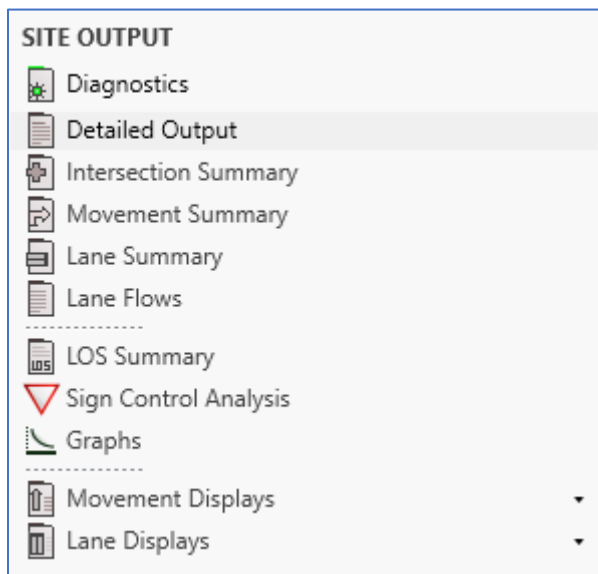 SITE OUTPUT
Diagnostics
Detailed Output
Intersection Summary
Movement Summary
Lane Summary
Lane Flows
LOS LOS Summary
Sign Control Analysis
Graphs
Movement Displays
Lane Displays